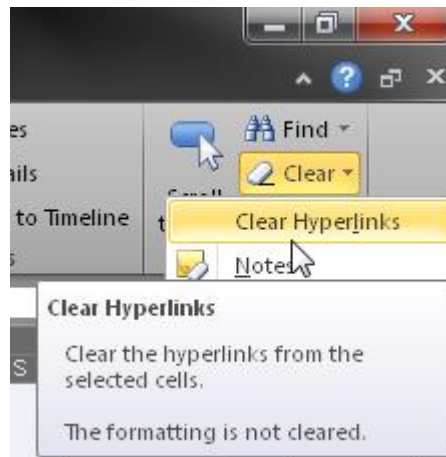 es
Find
ails
Clear
to Timeline
Clear Hyperlinks
Notes
Clear Hyperlinks
S
Clear the hyperlinks from the
selected cells.
The formatting is not cleared.